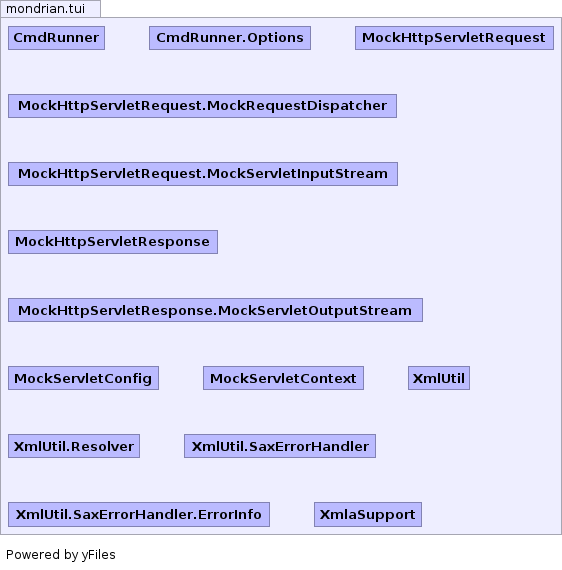 mondrian.tui
CmdRunner CmdRunner.Options MockHttpServletRequest
MockHttpServletRequest.MockRequestDispatcher
MockHttpServletRequest.MockServletInputStream
MockHttpServletResponse
MockHttpServletResponse.MockServletOutputStream
MockServletConfig MockServletContext XmlUtil
XmlUtil.Resolver XmlUtil.SaxErrorHandler
XmlUtil.SaxErrorHandler.ErrorInfo XmlaSupport
Powered by yFiles